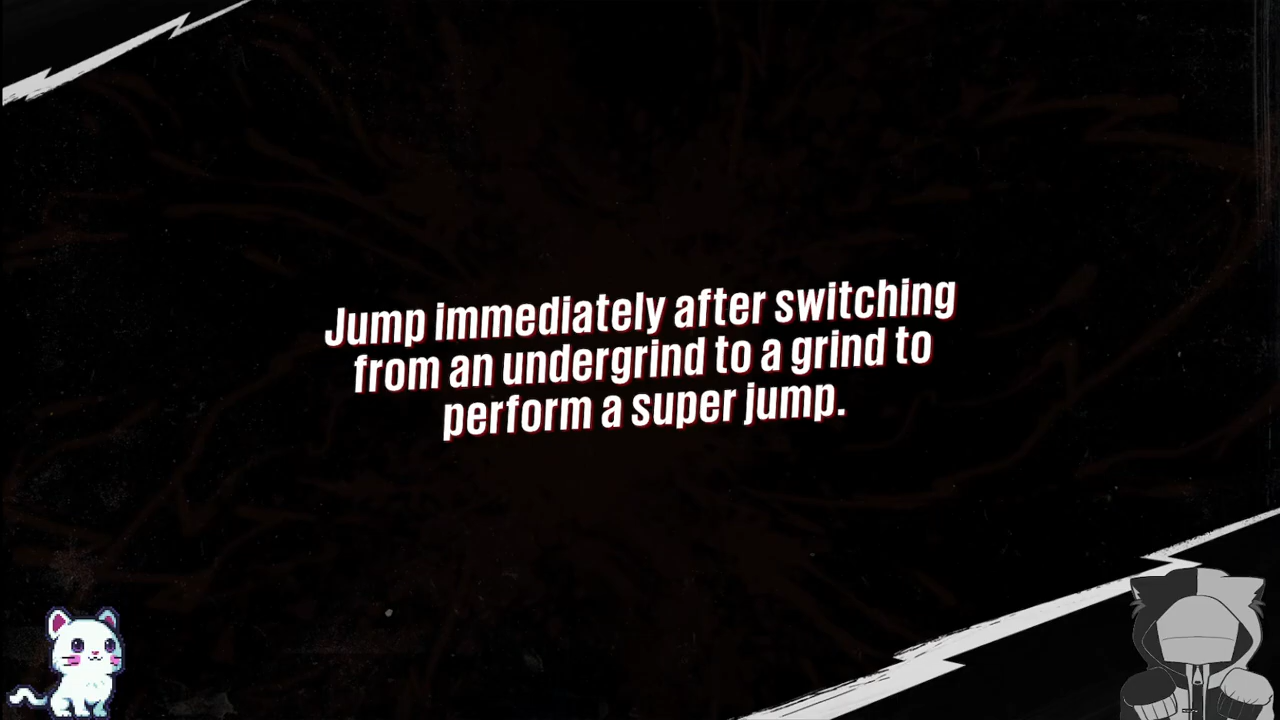 Jump immediately after switching
from an undergrind to a grind to
perform a super jump.